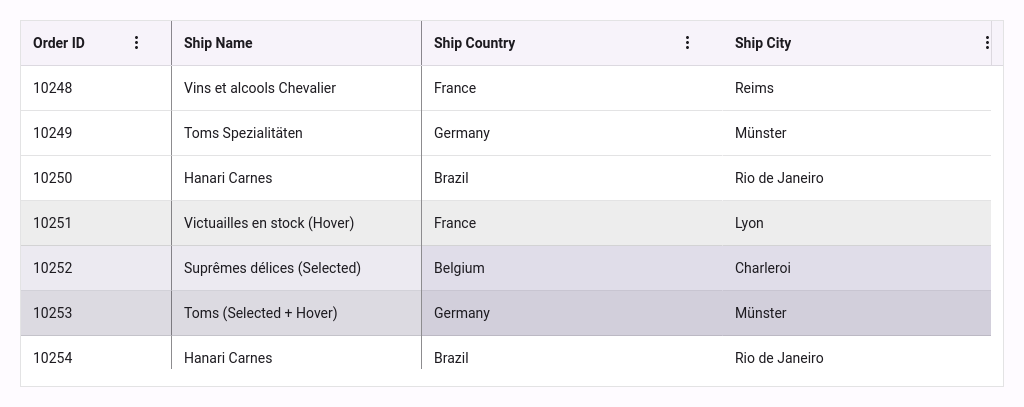 Order ID Ship Name Ship Country Ship City
10248 Vins et alcools Chevalier France Reims
10249 Toms Spezialitäten Germany Münster
10250 Hanari Carnes Brazil Rio de Janeiro
10251 Victuailles en stock (Hover) France Lyon
10252 Suprêmes délices (Selected) Belgium Charleroi
10253 Toms (Selected + Hover) Germany Münster
10254 Hanari Carnes Brazil Rio de Janeiro